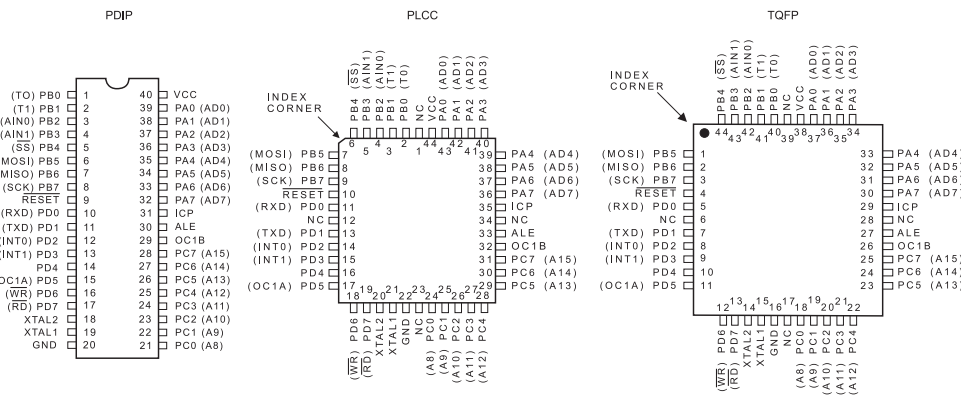 PDIP
(TO) PB0 1 40 VCC
(T1) PB1 2 39 PA0 (AD0)
(AIN0) PB2 3 38 PA1 (AD1)
(AIN1) PB3 4 37 PA2 (AD2)
(SS) PB4 5 36 PA3 (AD3)
MOSI) PB5 6 35 PA4 (AD4)
MISO) PB6 7 34 PA5 (AD5)
(SCK) PB7 8 33 PA6 (AD6)
RESET 9 32 PA7 (AD7)
(RXD) PD0 10 31 ICP
(TXD) PD1 11 30 ALE
(INT0) PD2 12 29 OC1B
(INT1) PD3 13 28 PC7 (A15)
PD4 14 27 PC6 (A14)
OC1A) PD5 15 26 PC5 (A13)
(WR) PD6 16 25 PC4 (A12)
(RD) PD7 17 24 PC3 (A11)
XTAL2 18 23 PC2 (A10)
XTAL1 19 22 PC1 (A9)
GND 20 21 PC0 (A8)
PLCC
INDEX
CORNER
PB4 (SS)
PB3 (AIN1)
PB2 (AIN0)
PB1 (T1)
PB0 (T0)
NC
VCC
PA0 (AD0)
PA1 (AD1)
PA2 (AD2)
PA3 (AD3)
6 5 4 3 2 1 44 43 42 41 40
(MOSI) PB5 7 39 PA4 (AD4)
(MISO) PB6 8 38 PA5 (AD5)
(SCK) PB7 9 37 PA6 (AD6)
RESET 10 36 PA7 (AD7)
(RXD) PD0 11 35 ICP
NC 12 34 NC
(TXD) PD1 13 33 ALE
(INT0) PD2 14 32 OC1B
(INT1) PD3 15 31 PC7 (A15)
PD4 16 30 PC6 (A14)
(OC1A) PD5 17 29 PC5 (A13)
18 19 20 21 22 23 24 25 26 27 28
(WR) PD6
(RD) PD7
XTAL2
XTAL1
GND
NC
(A8) PC0
(A9) PC1
(A10) PC2
(A11) PC3
(A12) PC4
TQFP
INDEX
CORNER
PB4 (SS)
PB3 (AIN1)
PB2 (AIN0)
PB1 (T1)
PB0 (T0)
NC
VCC
PA0 (AD0)
PA1 (AD1)
PA2 (AD2)
PA3 (AD3)
44 43 42 41 40 39 38 37 36 35 34
(MOSI) PB5 1 33 PA4 (AD4)
(MISO) PB6 2 32 PA5 (AD5)
(SCK) PB7 3 31 PA6 (AD6)
RESET 4 30 PA7 (AD7)
(RXD) PD0 5 29 ICP
NC 6 28 NC
(TXD) PD1 7 27 ALE
(INT0) PD2 8 26 OC1B
(INT1) PD3 9 25 PC7 (A15)
PD4 10 24 PC6 (A14)
(OC1A) PD5 11 23 PC5 (A13)
12 13 14 15 16 17 18 19 20 21 22
(WR) PD6
(RD) PD7
XTAL2
XTAL1
GND
NC
(A8) PC0
(A9) PC1
(A10) PC2
(A11) PC3
(A12) PC4